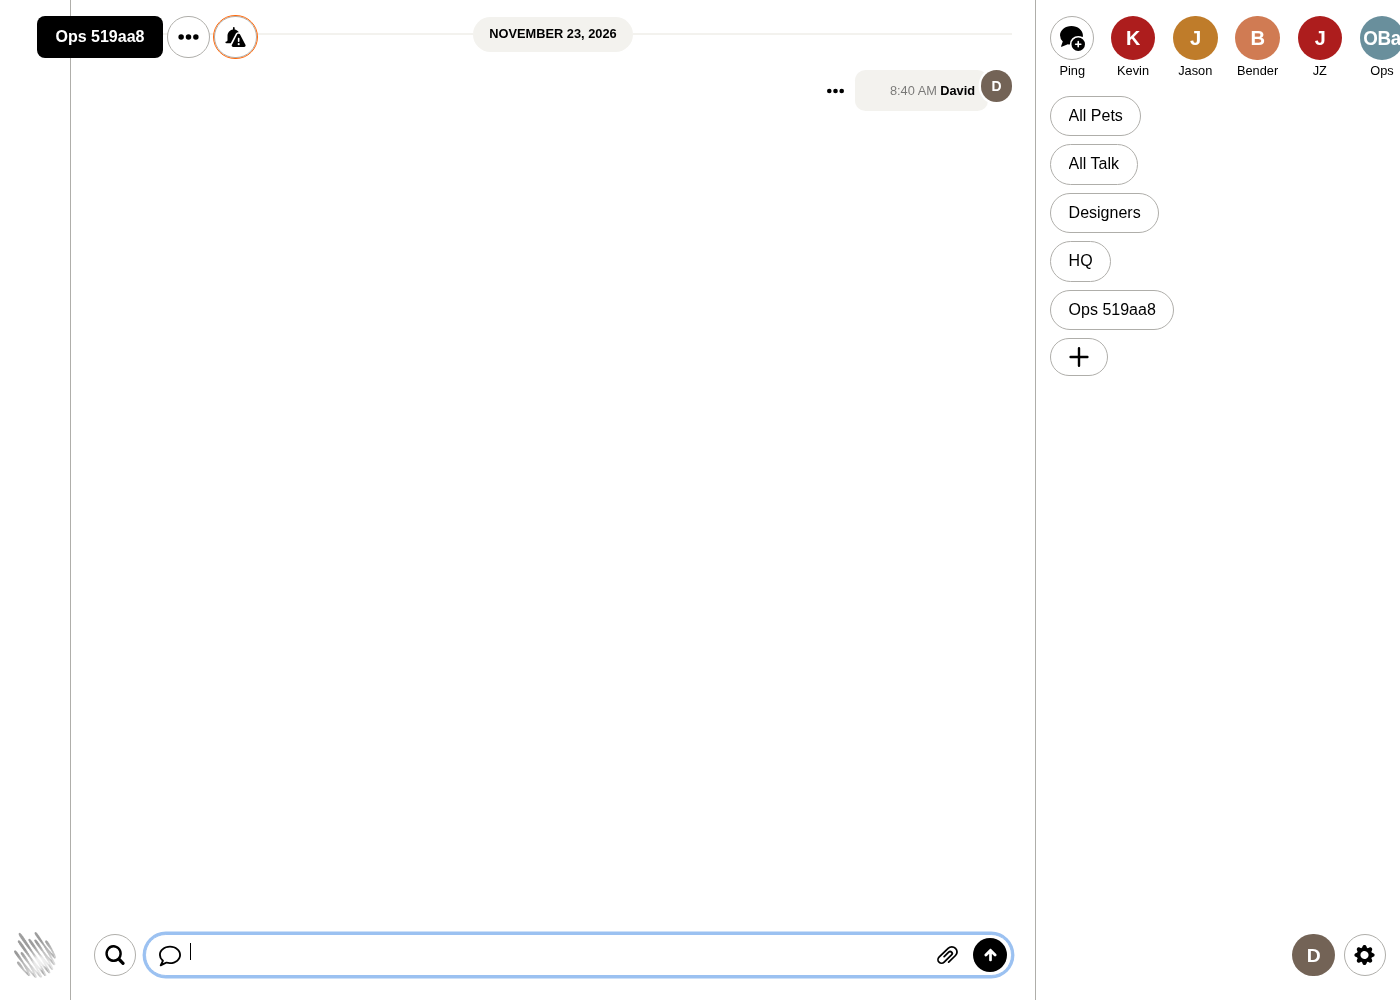 Ops 519aa8
NOVEMBER 23, 2026
8:40 AM David
D
Ping
K
Kevin
J
Jason
B
Bender
J
JZ
OBa
Ops
All Pets
All Talk
Designers
HQ
Ops 519aa8
D